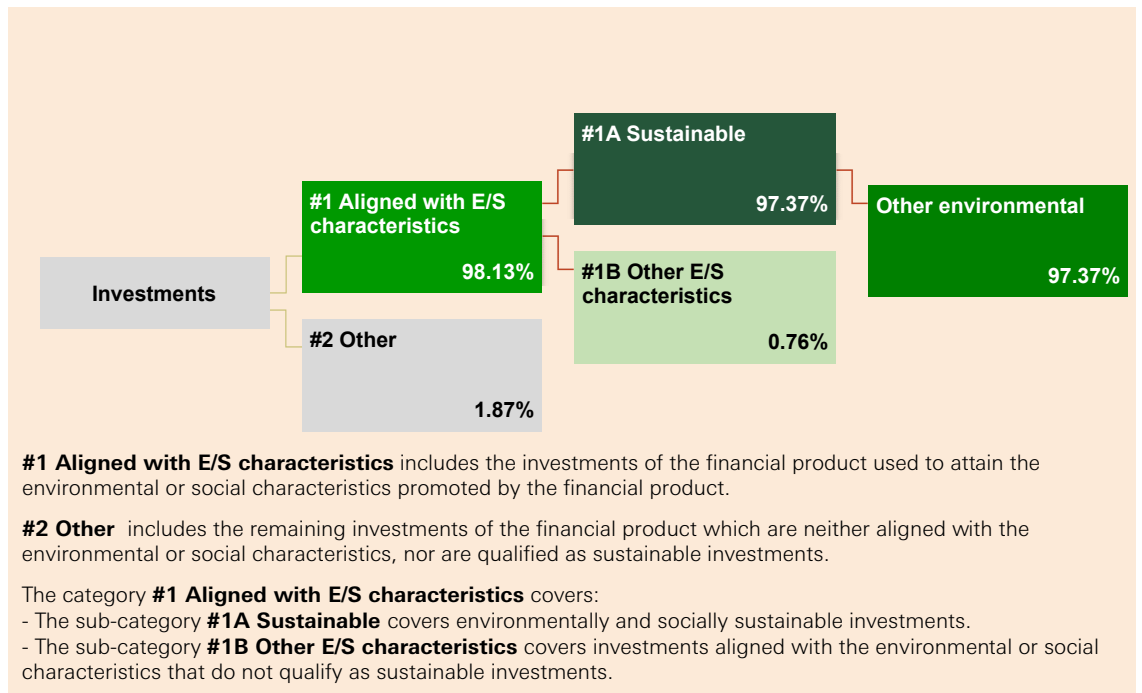 #1A Sustainable
97.37%
#1 Aligned with E/S
characteristics
98.13%
Other environmental
97.37%
Investments
#1B Other E/S
characteristics
0.76%
#2 Other
1.87%
#1 Aligned with E/S characteristics includes the investments of the financial product used to attain the
environmental or social characteristics promoted by the financial product.
#2 Other includes the remaining investments of the financial product which are neither aligned with the
environmental or social characteristics, nor are qualified as sustainable investments.
The category #1 Aligned with E/S characteristics covers:
- The sub-category #1A Sustainable covers environmentally and socially sustainable investments.
- The sub-category #1B Other E/S characteristics covers investments aligned with the environmental or social
characteristics that do not qualify as sustainable investments.